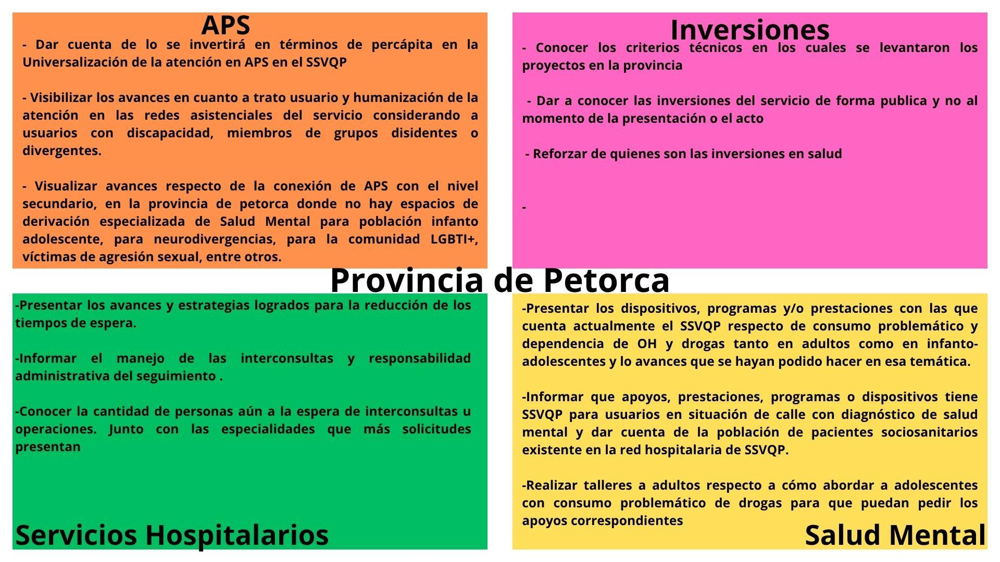 APS
- Dar cuenta de lo se invertirá en términos de percápita en la
Universalización de la atención en APS en el SSVQP
- Visibilizar los avances en cuanto a trato usuario y humanización de la
atención en las redes asistenciales del servicio considerando a
usuarios con discapacidad, miembros de grupos disidentes o
divergentes.
- Visualizar avances respecto de la conexión de APS con el nivel
secundario, en la provincia de petorca donde no hay espacios de
derivación especializada de Salud Mental para población infanto
adolescente, para neurodivergencias, para la comunidad LGBTI+,
víctimas de agresión sexual, entre otros.
Inversiones
- Conocer los criterios técnicos en los cuales se levantaron los
proyectos en la provincia
- Dar a conocer las inversiones del servicio de forma publica y no al
momento de la presentación o el acto
- Reforzar de quienes son las inversiones en salud
-
Provincia de Petorca
-Presentar los avances y estrategias logrados para la reducción de los
tiempos de espera.
-Informar el manejo de las interconsultas y responsabilidad
administrativa del seguimiento .
-Conocer la cantidad de personas aún a la espera de interconsultas u
operaciones. Junto con las especialidades que más solicitudes
presentan
Servicios Hospitalarios
-Presentar los dispositivos, programas y/o prestaciones con las que
cuenta actualmente el SSVQP respecto de consumo problemático y
dependencia de OH y drogas tanto en adultos como en infanto-
adolescentes y lo avances que se hayan podido hacer en esa temática.
-Informar que apoyos, prestaciones, programas o dispositivos tiene
SSVQP para usuarios en situación de calle con diagnóstico de salud
mental y dar cuenta de la población de pacientes sociosanitarios
existente en la red hospitalaria de SSVQP.
-Realizar talleres a adultos respecto a cómo abordar a adolescentes
con consumo problemático de drogas para que puedan pedir los
apoyos correspondientes
Salud Mental